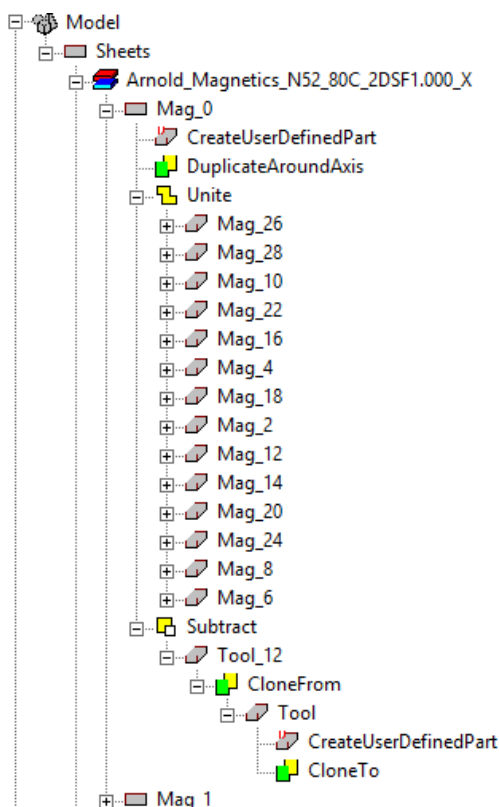 Model
Sheets
Arnold_Magnetics_N52_80C_2DSF1.000_X
Mag_0
CreateUserDefinedPart
DuplicateAroundAxis
Unite
Mag_26
Mag_28
Mag_10
Mag_22
Mag_16
Mag_4
Mag_18
Mag_2
Mag_12
Mag_14
Mag_20
Mag_24
Mag_8
Mag_6
Subtract
Tool_12
CloneFrom
Tool
CreateUserDefinedPart
CloneTo
Mag_1